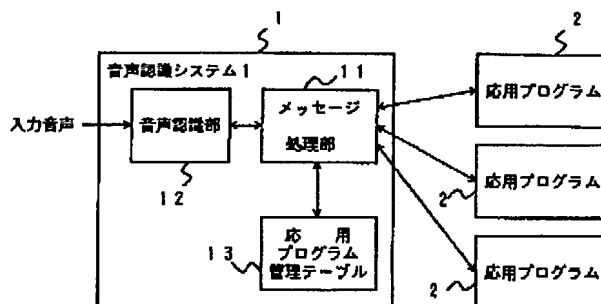 1
2
音声認識システム1
11
入力音声
音声認識部
メッセージ
処理部
応用プログラム
12
2
応用プログラム
13
応 用
プログラム
管理テーブル
2
応用プログラム